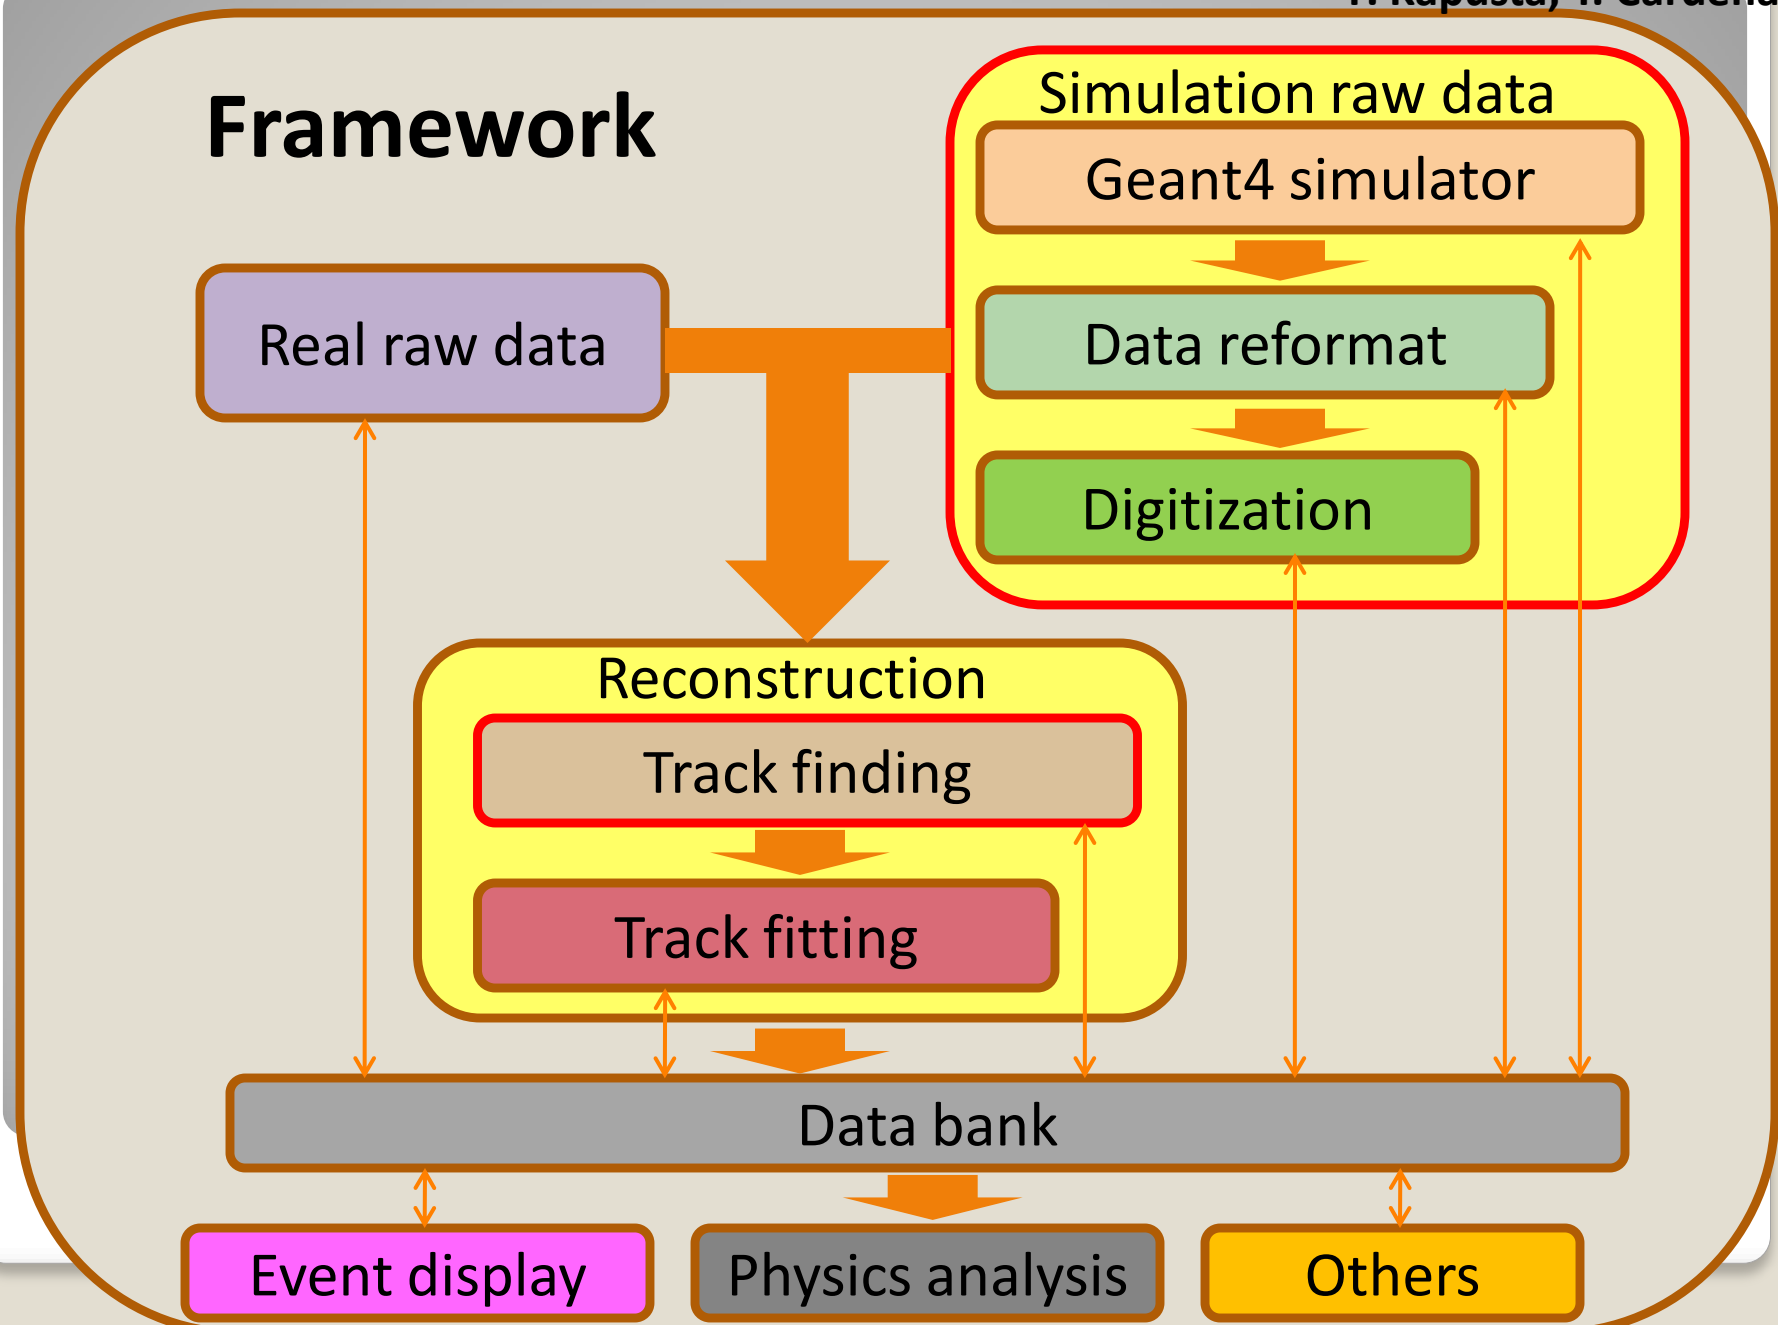 Framework
Simulation raw data
Geant4 simulator
Real raw data
Data reformat
Digitization
Reconstruction
Track finding
Track fitting
Data bank
Event display
Physics analysis
Others